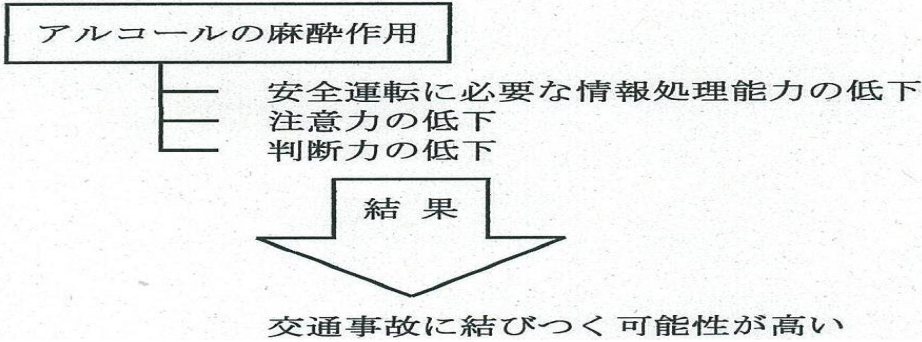 アルコールの麻酔作用
安全運転に必要な情報処理能力の低下
注意力の低下
判断力の低下
結果
交通事故に結びつく可能性が高い